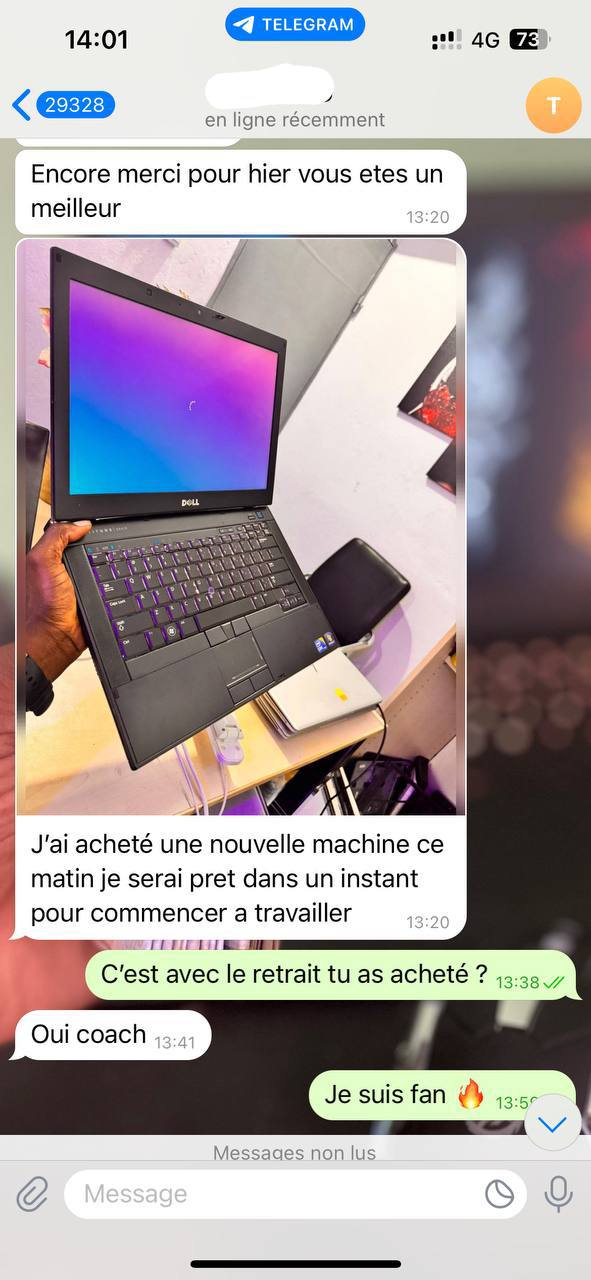 14:01
TELEGRAM
4G
73
29328
en ligne récemment
T
Encore merci pour hier vous etes un
meilleur
13:20
DELL
J’ai acheté une nouvelle machine ce
matin je serai pret dans un instant
pour commencer a travailler
13:20
C’est avec le retrait tu as acheté ?
13:38
Oui coach
13:41
Je suis fan 🔥
Messages non lus
Message